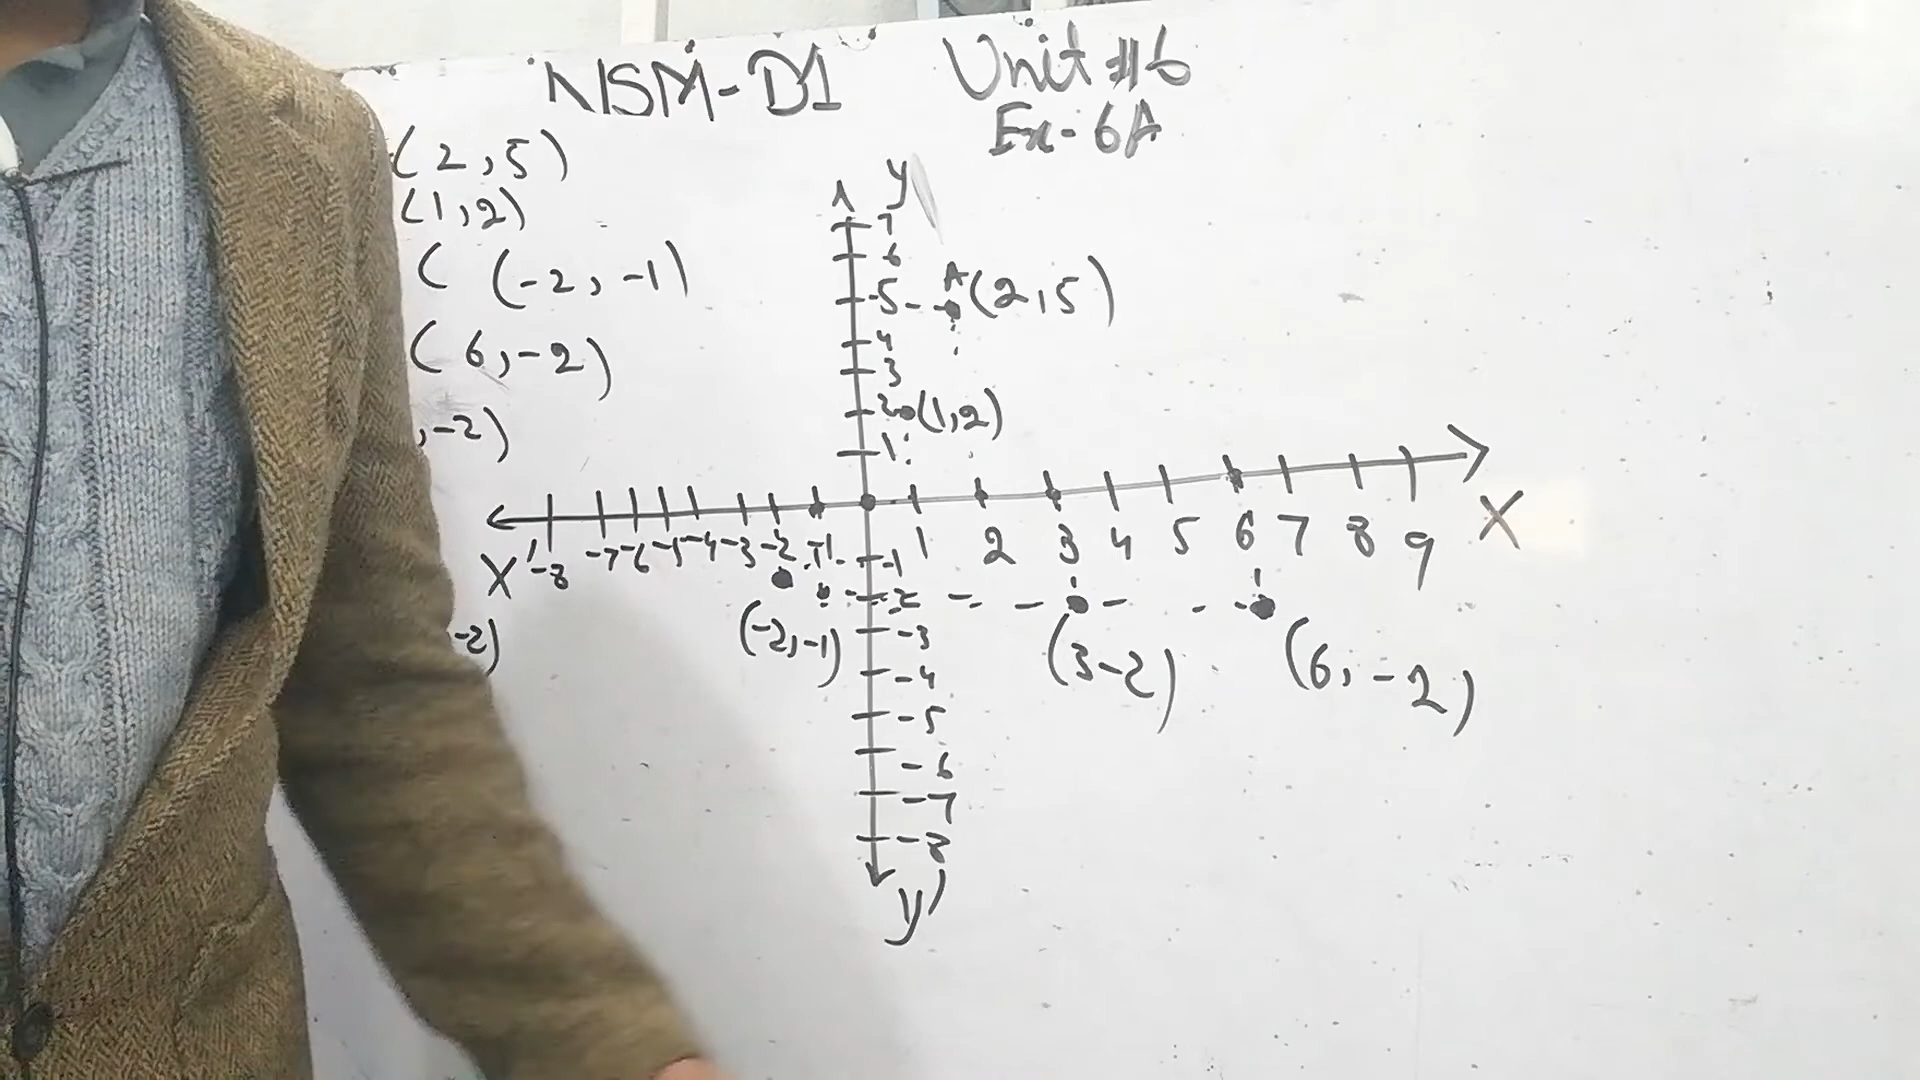 NSM-D1
Unit #6
Ex-6A
(2,5)
(1,2)
( (-2,-1)
(6,-2)
,-2)
-2)
y
7
6
5
4
3
2
1
A(2,5)
(1,2)
X'
-8 -7 -6 -5 -4 -3 -2 -1 1 2 3 4 5 6 7 8 9
X
-1
-2
-3
-4
-5
-6
-7
-8
y'
(-2,-1)
(3-2)
(6,-2)